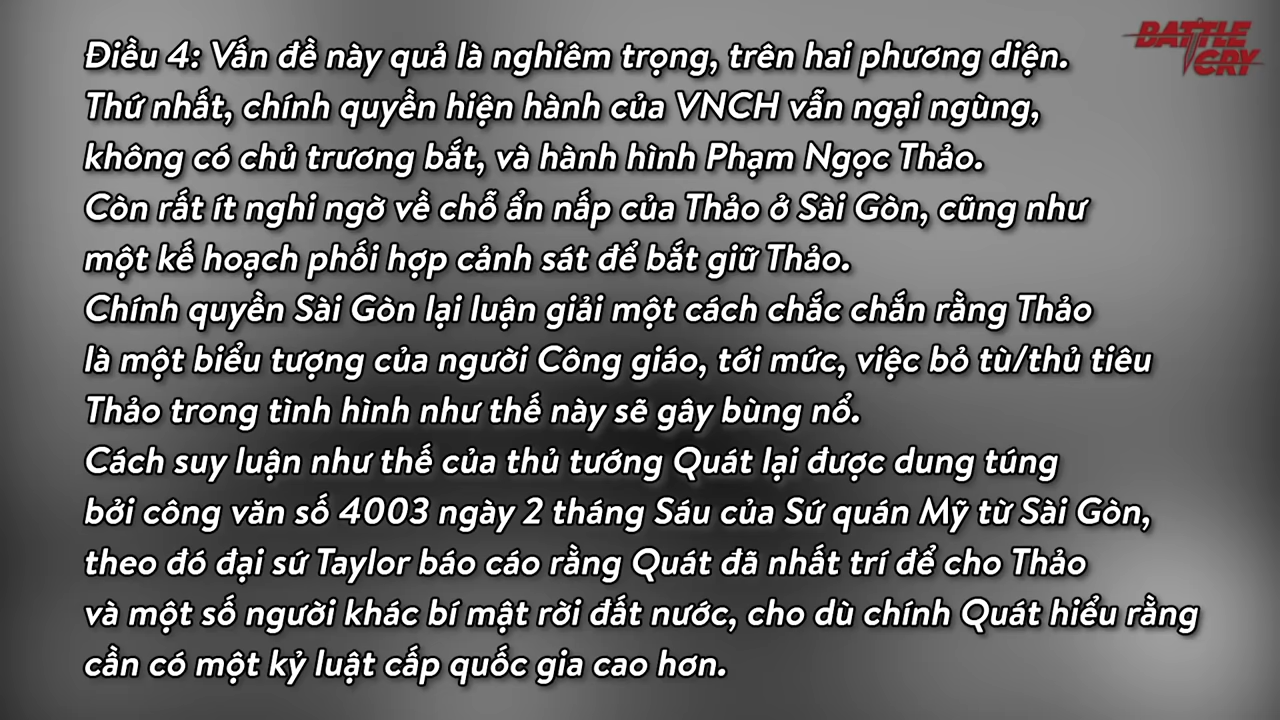 BATTLE
CRY
Điều 4: Vấn đề này quả là nghiêm trọng, trên hai phương diện.
Thứ nhất, chính quyền hiện hành của VNCH vẫn ngại ngùng,
không có chủ trương bắt, và hành hình Phạm Ngọc Thảo.
Còn rất ít nghi ngờ về chỗ ẩn nấp của Thảo ở Sài Gòn, cũng như
một kế hoạch phối hợp cảnh sát để bắt giữ Thảo.
Chính quyền Sài Gòn lại luận giải một cách chắc chắn rằng Thảo
là một biểu tượng của người Công giáo, tới mức, việc bỏ tù/thủ tiêu
Thảo trong tình hình như thế này sẽ gây bùng nổ.
Cách suy luận như thế của thủ tướng Quát lại được dung túng
bởi công văn số 4003 ngày 2 tháng Sáu của Sứ quán Mỹ từ Sài Gòn,
theo đó đại sứ Taylor báo cáo rằng Quát đã nhất trí để cho Thảo
và một số người khác bí mật rời đất nước, cho dù chính Quát hiểu rằng
cần có một kỷ luật cấp quốc gia cao hơn.